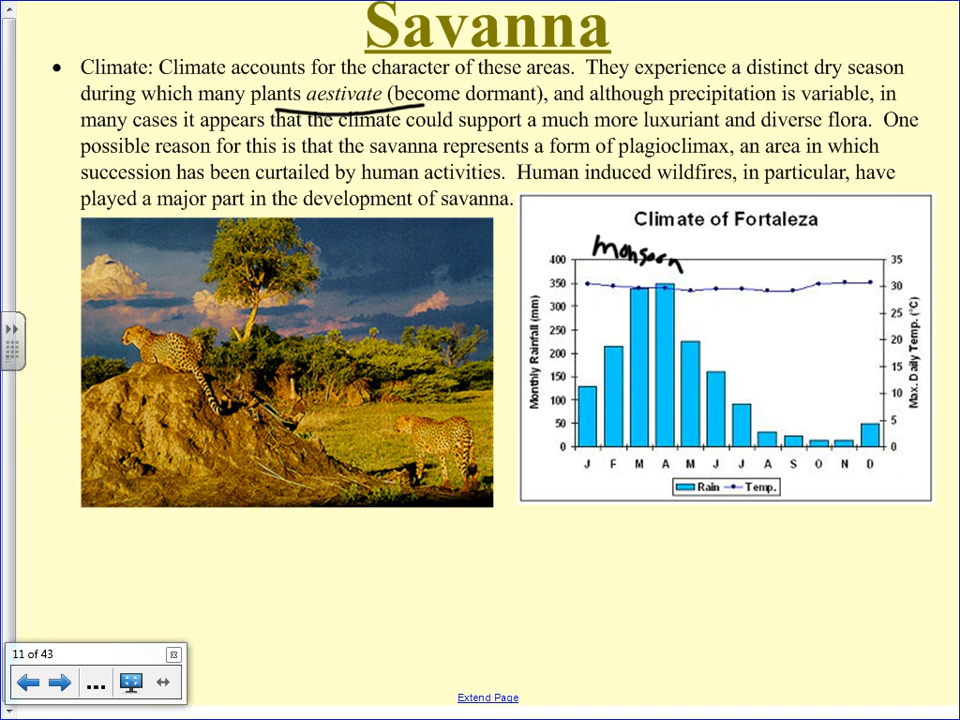 Savanna
• Climate: Climate accounts for the character of these areas. They experience a distinct dry season
during which many plants aestivate (become dormant), and although precipitation is variable, in
many cases it appears that the climate could support a much more luxuriant and diverse flora. One
possible reason for this is that the savanna represents a form of plagioclimax, an area in which
succession has been curtailed by human activities. Human induced wildfires, in particular, have
played a major part in the development of savanna.
Climate of Fortaleza
monsoon
400 35
350 30
300 25
250 20
200 15
150 10
100 5
50 0
0
Monthly Rainfall (mm)
Max. Daily Temp. (°C)
J F M A M J J A S O N D
Rain Temp.
11 of 43
...
Extend Page